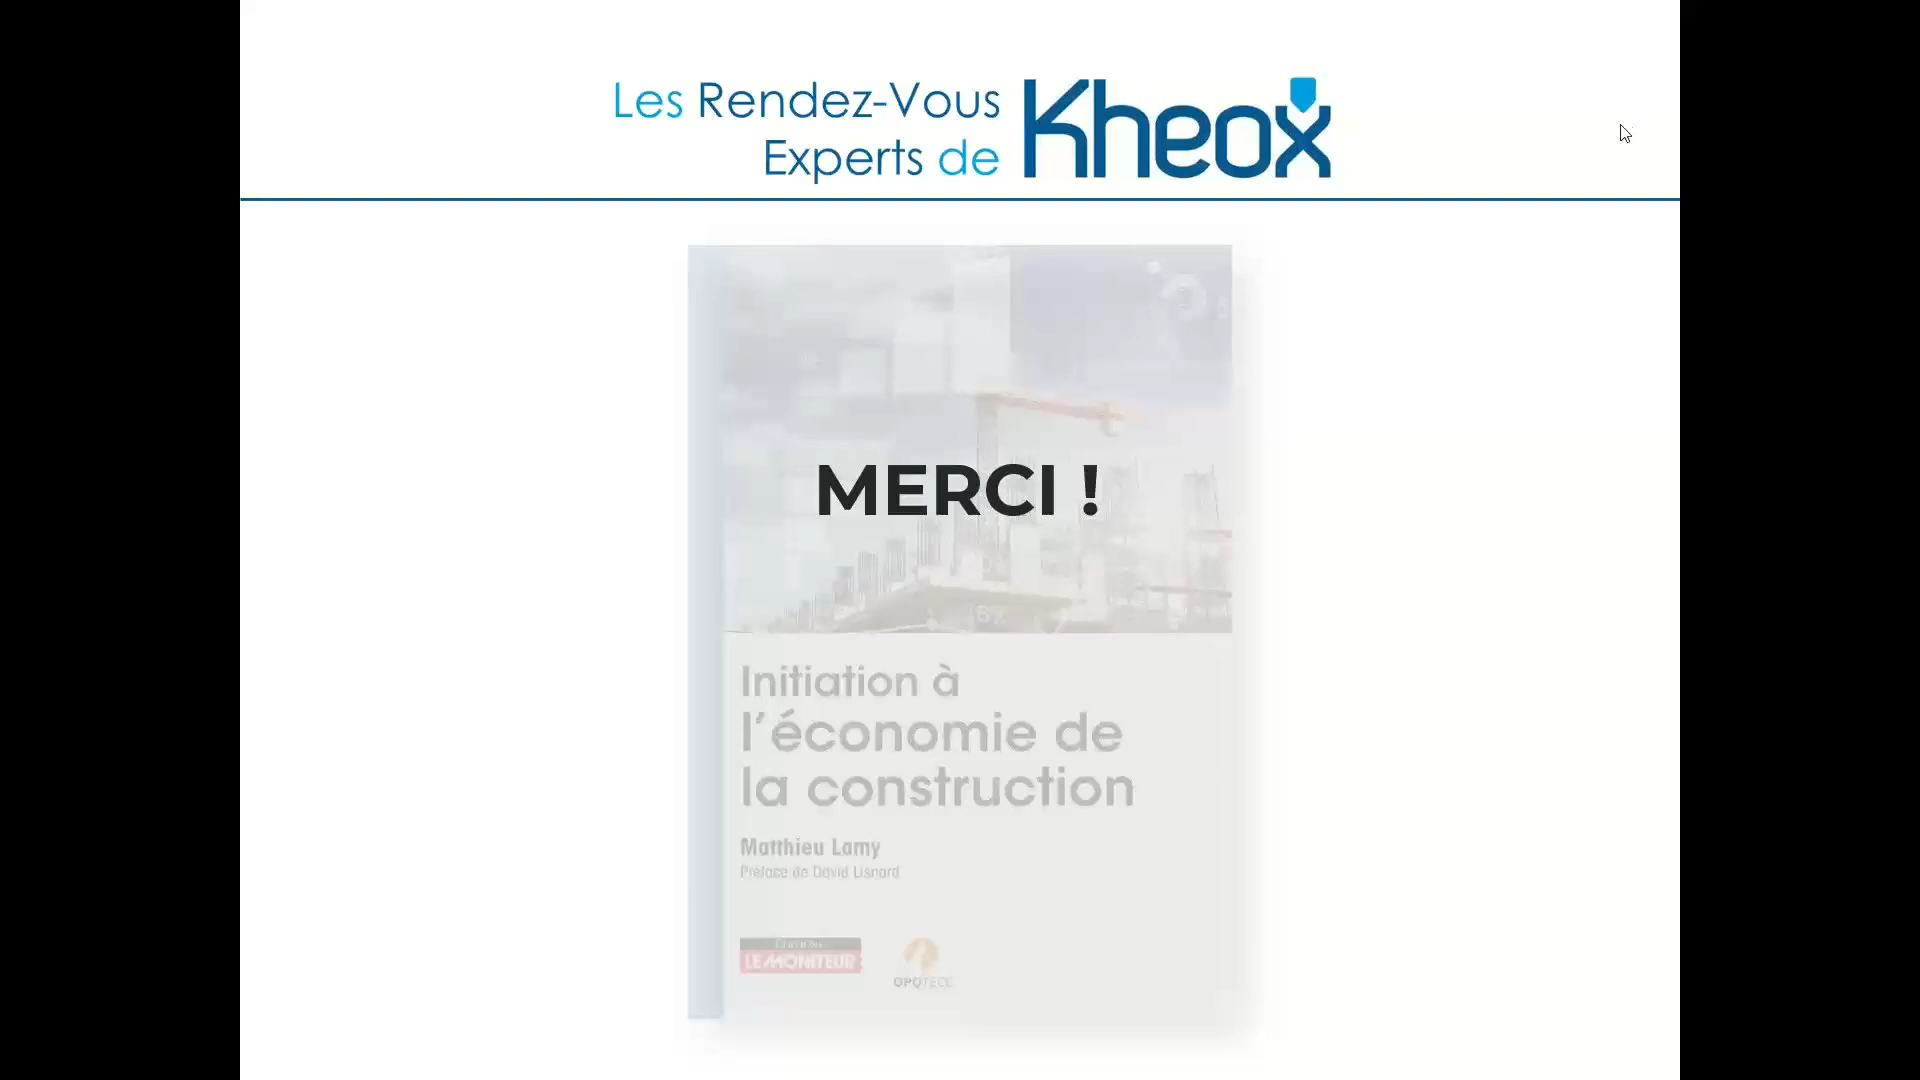 Les Rendez-Vous
Experts de
Kheox
MERCI !
Initiation à
l'économie de
la construction
Matthieu Lamy
Préface de David Lisnard
LE MONITEUR
OPQTECC